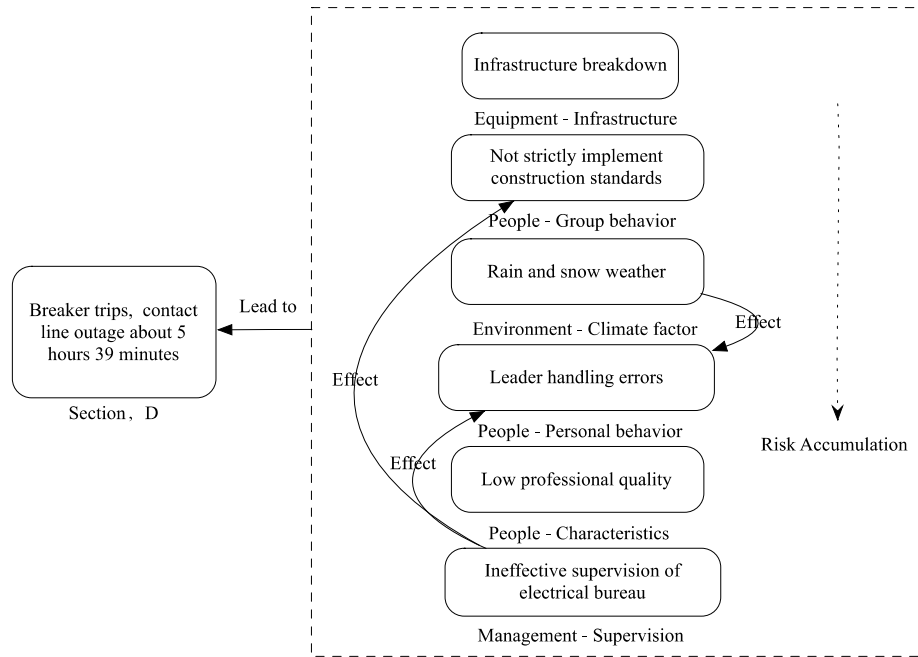 Infrastructure breakdown
Equipment - Infrastructure
Not strictly implement
construction standards
People - Group behavior
Rain and snow weather
Environment - Climate factor
Effect
Leader handling errors
People - Personal behavior
Effect
Effect
Low professional quality
People - Characteristics
Ineffective supervision of
electrical bureau
Management - Supervision
Breaker trips, contact
line outage about 5
hours 39 minutes
Section, D
Lead to
Risk Accumulation